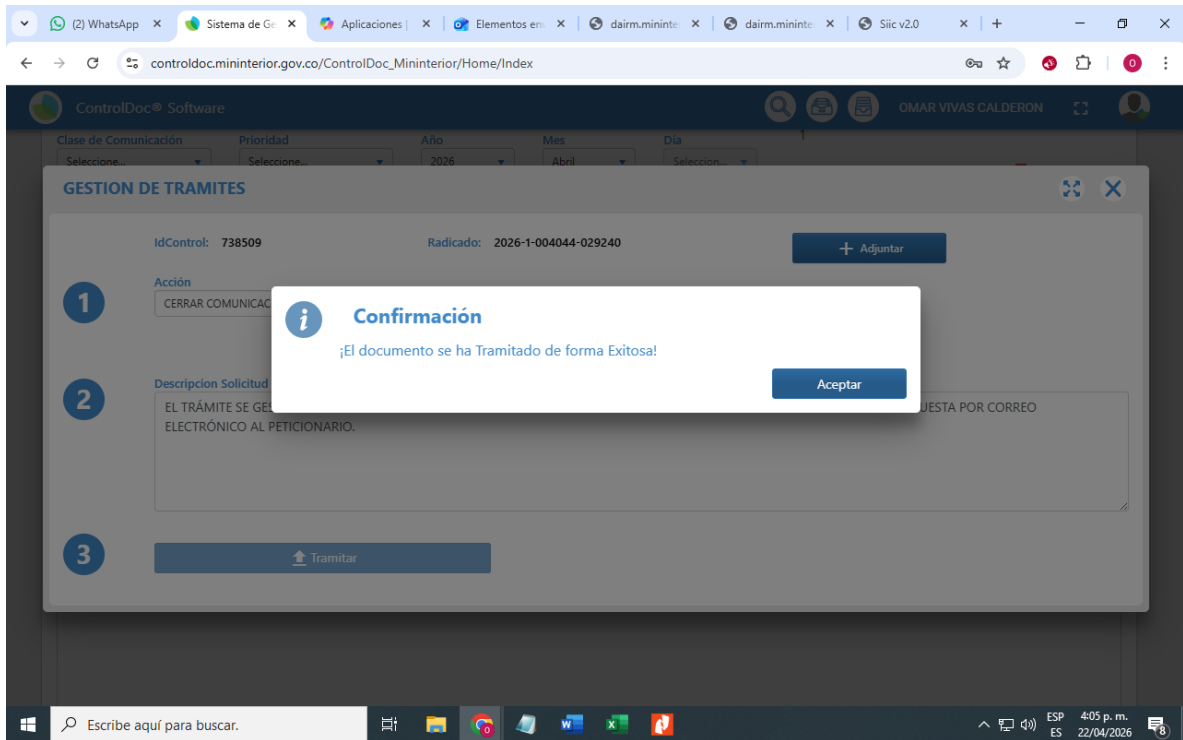 (2) WhatsApp
Sistema de Ge
Aplicaciones |
Elementos en
dairm.mininte
dairm.mininte
Siic v2.0
controldoc.mininterior.gov.co/ControlDoc_Mininterior/Home/Index
O
ControlDoc® Software
OMAR VIVAS CALDERON
Clase de Comunicación Prioridad Año Mes Día 1
Seleccione... Seleccione... 2026 Abril Seleccion...
GESTION DE TRAMITES
IdControl: 738509 Radicado: 2026-1-004044-029240 + Adjuntar
1
Acción
CERRAR COMUNICAC
i
Confirmación
¡El documento se ha Tramitado de forma Exitosa!
Aceptar
2
Descripcion Solicitud
EL TRÁMITE SE GES UESTA POR CORREO
ELECTRÓNICO AL PETICIONARIO.
3
Tramitar
Escribe aquí para buscar.
ESP 4:05 p. m.
ES 22/04/2026
8